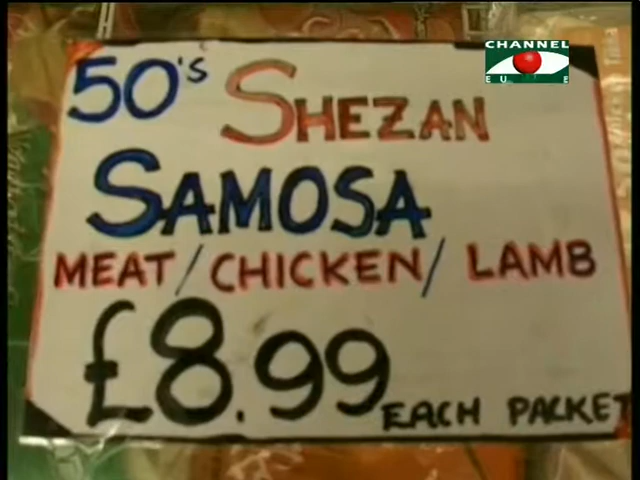 CHANNEL
50's SHEZAN
SAMOSA
MEAT/CHICKEN/LAMB
£8.99 EACH PACKET